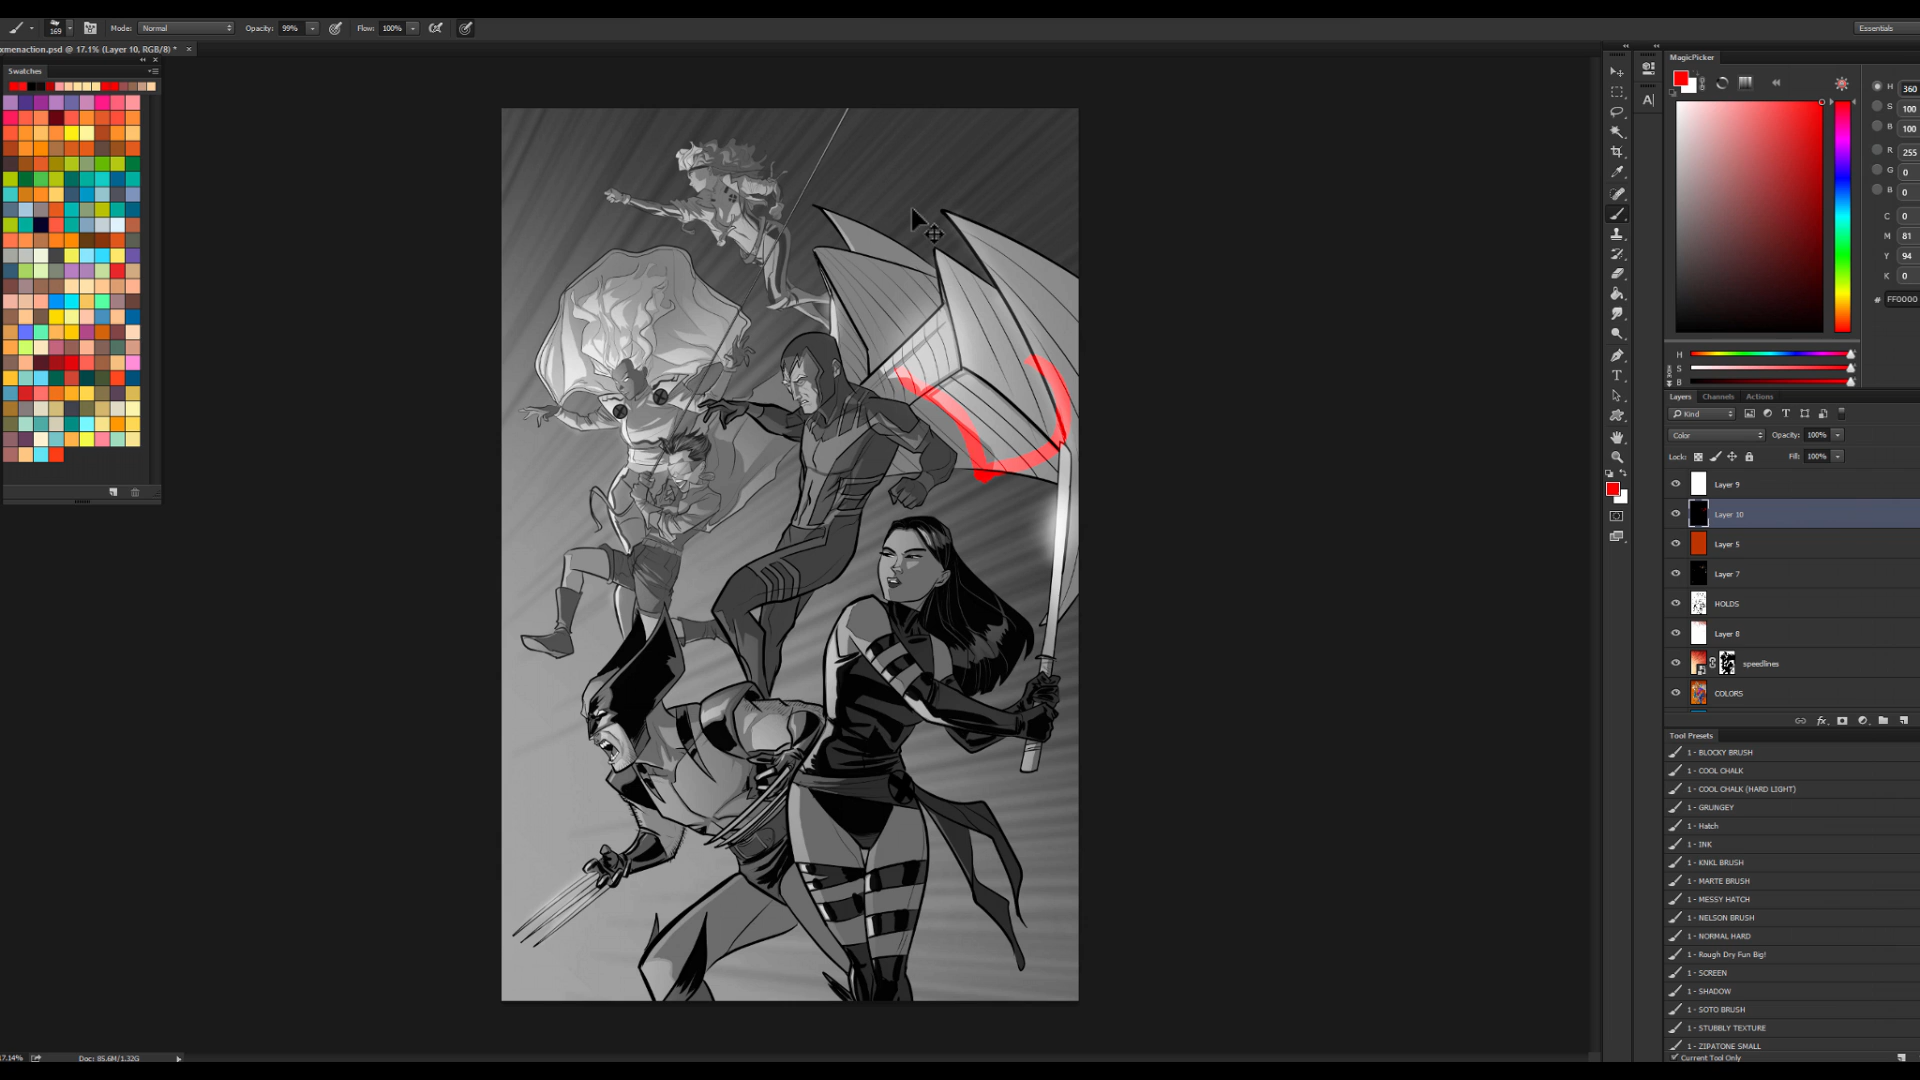 169
Mode:
Normal
Opacity:
99%
Flow:
100%
Essentials
xmenaction.psd @ 17.1% (Layer 10, RGB/8) *
Swatches
MagicPicker
H 360
S 100
B 100
R 255
G 0
B 0
C 0
M 81
Y 94
K 0
# FF0000
H
S
B
Layers
Channels
Actions
Kind
Color
Opacity: 100%
Lock:
Fill: 100%
Layer 9
Layer 10
Layer 5
Layer 7
HOLDS
Layer 8
speedlines
COLORS
Tool Presets
1 - BLOCKY BRUSH
1 - COOL CHALK
1 - COOL CHALK (HARD LIGHT)
1 - GRUNGEY
1 - Hatch
1 - INK
1 - KNKL BRUSH
1 - MARTE BRUSH
1 - MESSY HATCH
1 - NELSON BRUSH
1 - NORMAL HARD
1 - Rough Dry Fun Big!
1 - SCREEN
1 - SHADOW
1 - SOTO BRUSH
1 - STUBBLY TEXTURE
1 - ZIPATONE SMALL
Current Tool Only
17.14%
Doc: 85.6M/1.32G